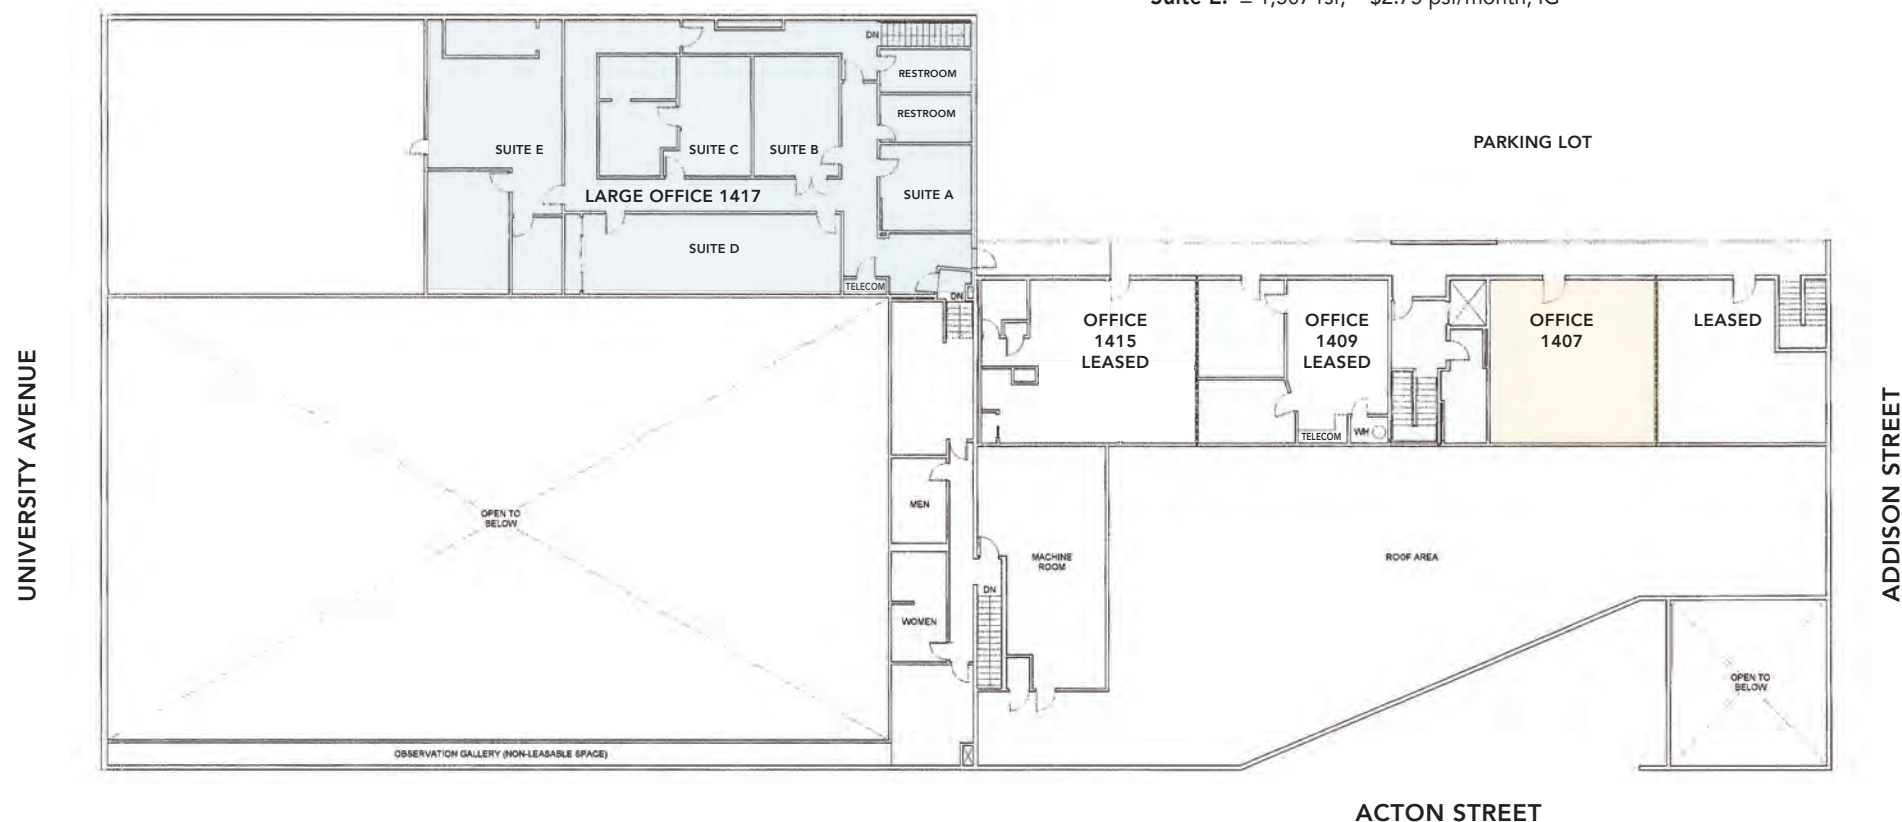 DN
RESTROOM
RESTROOM
PARKING LOT
SUITE E
SUITE C
SUITE B
SUITE A
LARGE OFFICE 1417
SUITE D
TELECOM
DN
OFFICE
1415
LEASED
OFFICE
1409
LEASED
OFFICE
1407
LEASED
TELECOM
WH
UNIVERSITY AVENUE
ADDISON STREET
OPEN TO
BELOW
MEN
MACHINE
ROOM
ROOF AREA
DN
WOMEN
OPEN TO
BELOW
OBSERVATION GALLERY (NON-LEASABLE SPACE)
ACTON STREET